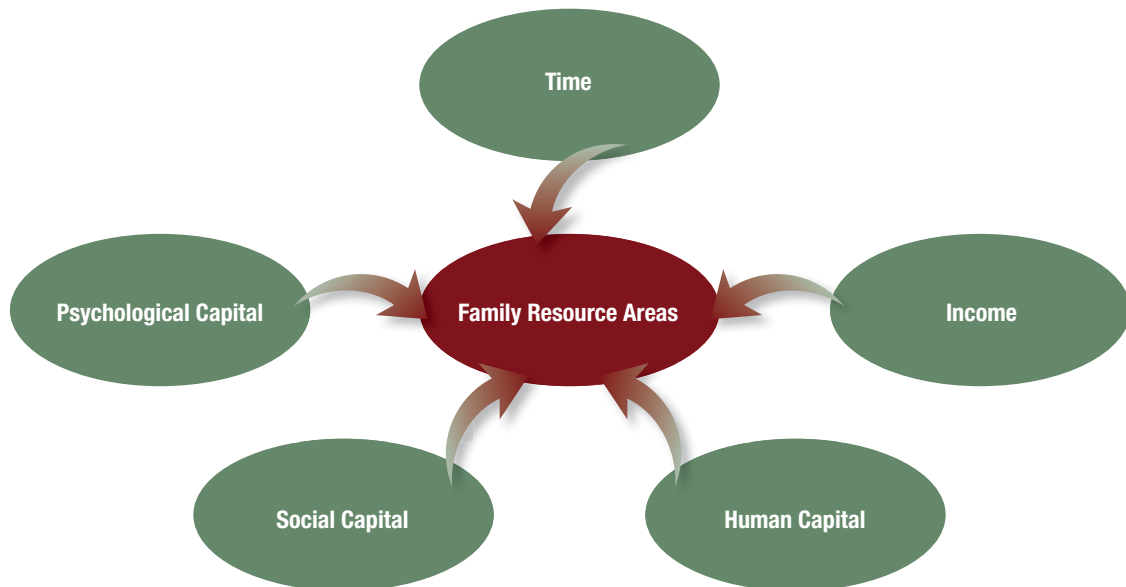 Time
Psychological Capital
Family Resource Areas
Income
Social Capital
Human Capital